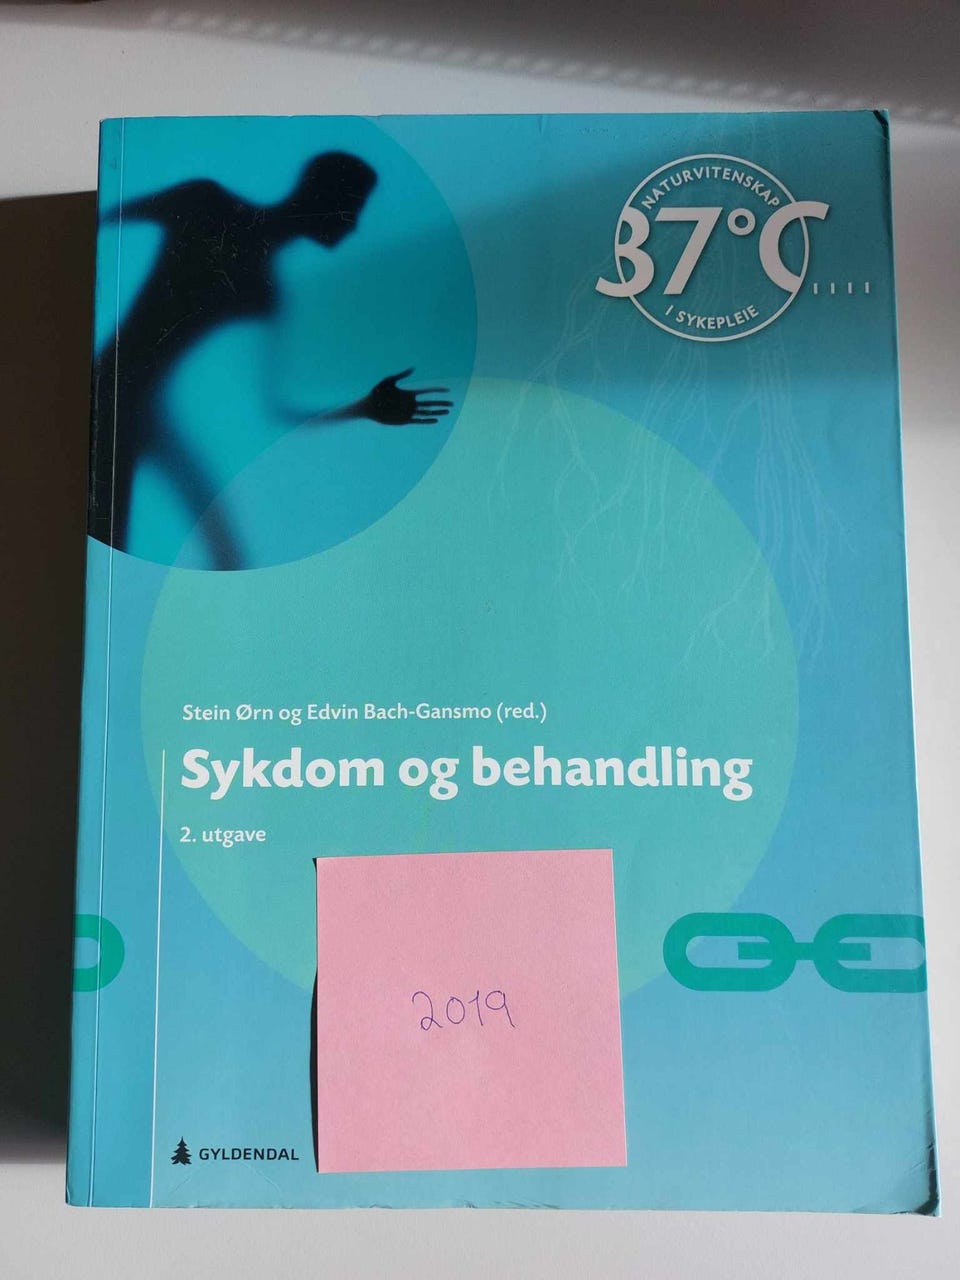 NATURVITENSKAP
37°C
I SYKEPLEIE
Stein Ørn og Edvin Bach-Gansmo (red.)
Sykdom og behandling
2. utgave
2019
GYLDENDAL